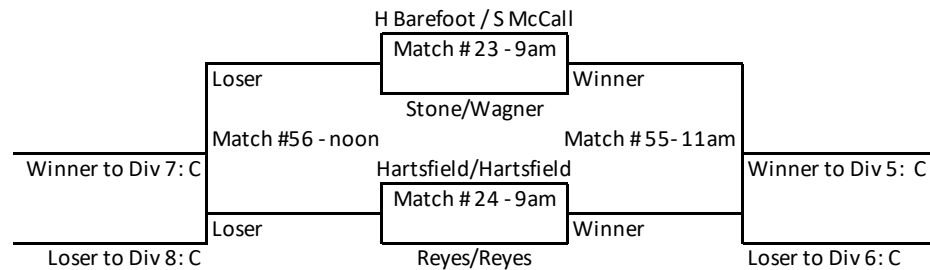 H Barefoot / S McCall
Match #23 - 9am
Loser
Winner
Stone/Wagner
Match #56 - noon
Match #55 - 11am
Winner to Div 7: C
Hartsfield/Hartsfield
Winner to Div 5: C
Match #24 - 9am
Loser
Winner
Loser to Div 8: C
Reyes/Reyes
Loser to Div 6: C